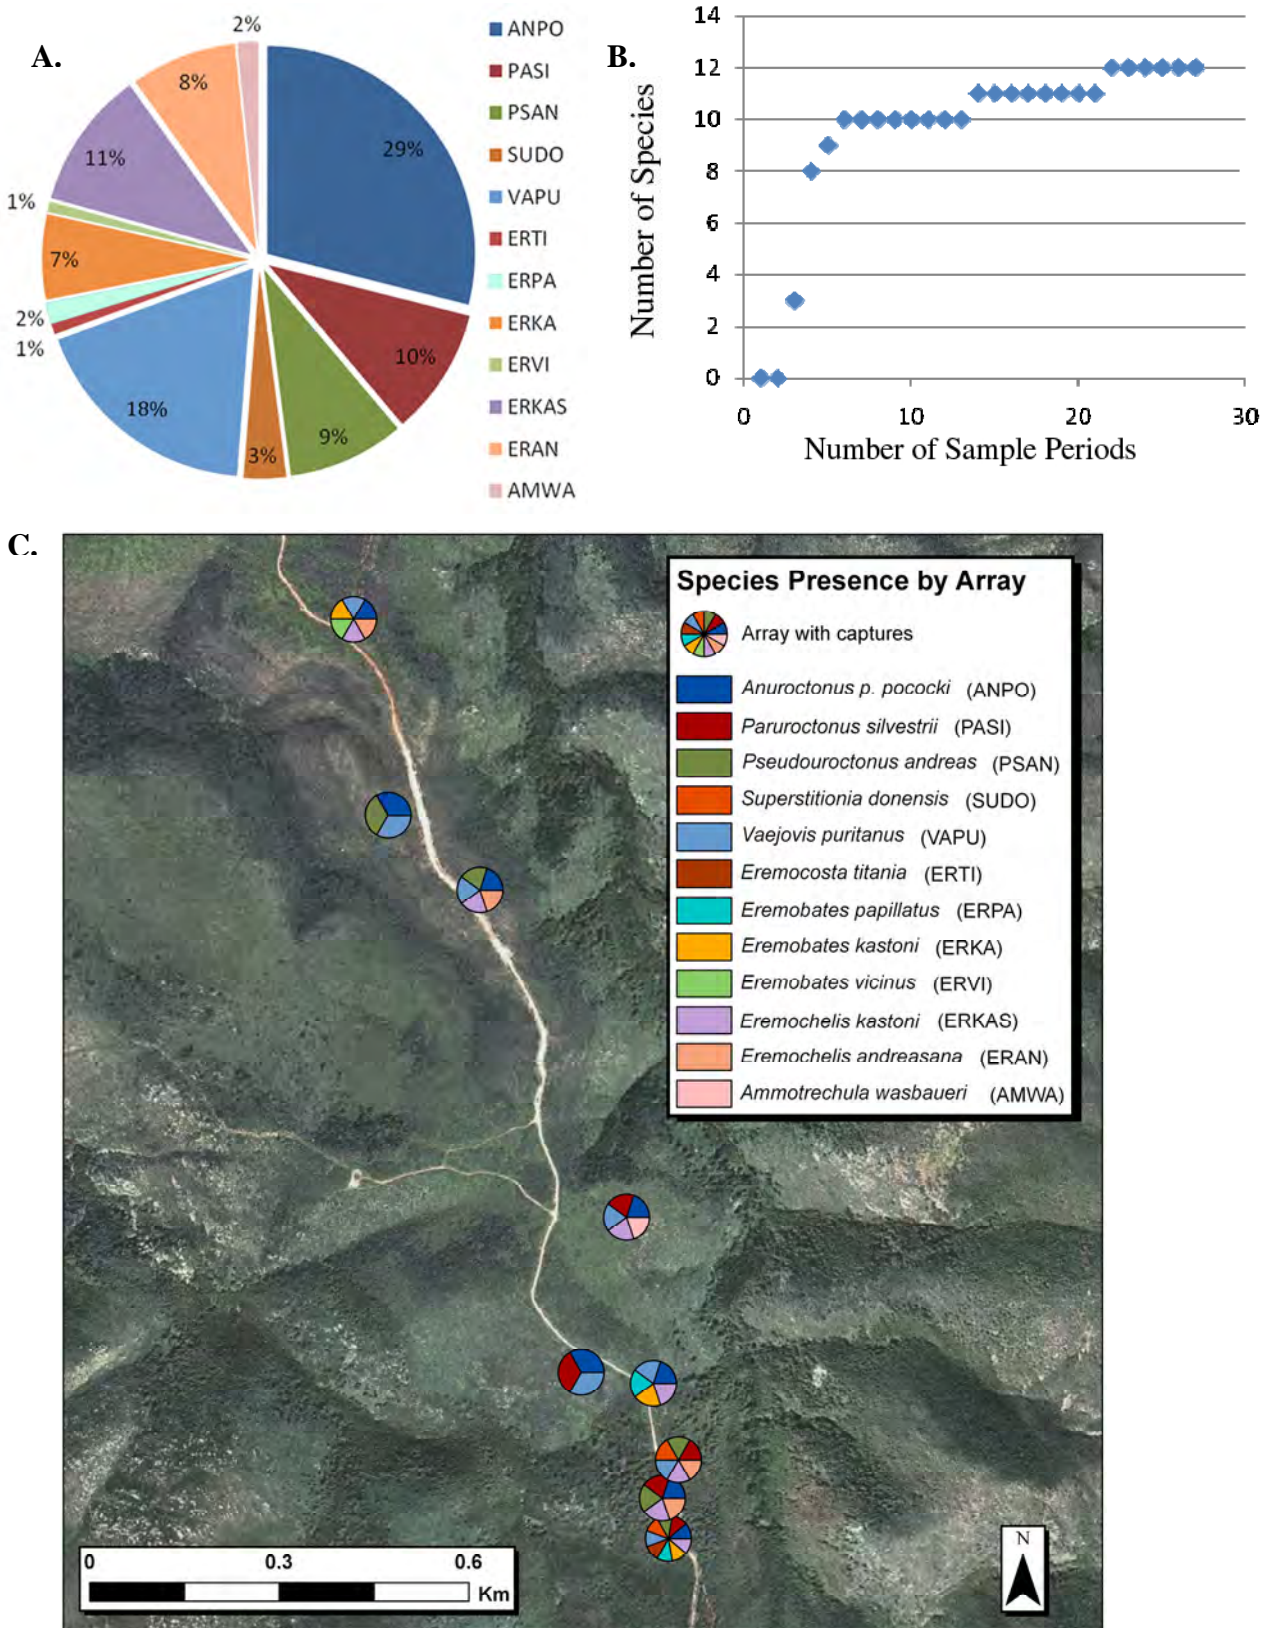 A.
2%
8%
29%
11%
1%
7%
2%
1%
10%
18%
3%
9%
ANPO
PASI
PSAN
SUDO
VAPU
ERTI
ERPA
ERKA
ERVI
ERKAS
ERAN
AMWA
B.
Number of Species
14
12
10
8
6
4
2
0
0
10
20
30
Number of Sample Periods
C.
Species Presence by Array
Array with captures
Anuroctonus p. pococki (ANPO)
Paruroctonus silvestrii (PASI)
Pseudouroctonus andreas (PSAN)
Superstitionia donensis (SUDO)
Vaejovis puritanus (VAPU)
Eremocosta titania (ERTI)
Eremobates papillatus (ERPA)
Eremobates kastoni (ERKA)
Eremobates vicinus (ERVI)
Eremochelis kastoni (ERKAS)
Eremochelis andreasana (ERAN)
Ammotrechula wasbaueri (AMWA)
0 0.3 0.6
Km
N